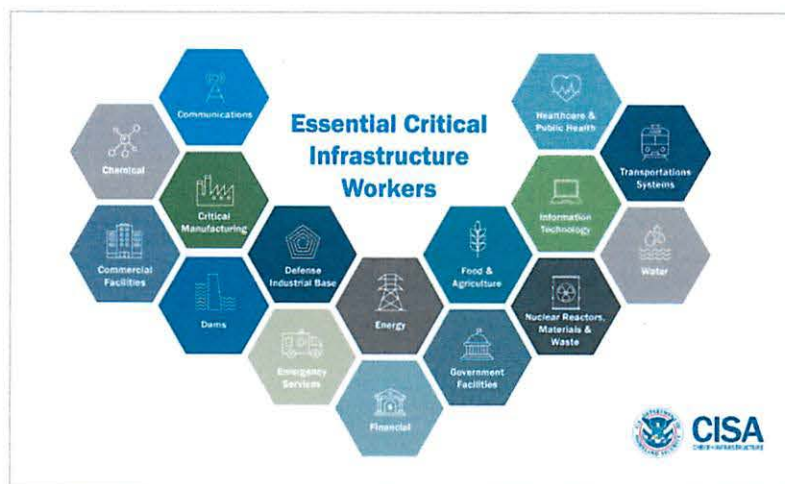 Essential Critical
Infrastructure
Workers
Communications
Chemical
Critical
Manufacturing
Commercial
Facilities
Dams
Defense
Industrial Base
Emergency
Services
Energy
Financial
Food &
Agriculture
Government
Facilities
Healthcare &
Public Health
Information
Technology
Nuclear Reactors,
Materials &
Waste
Transportations
Systems
Water
CISA